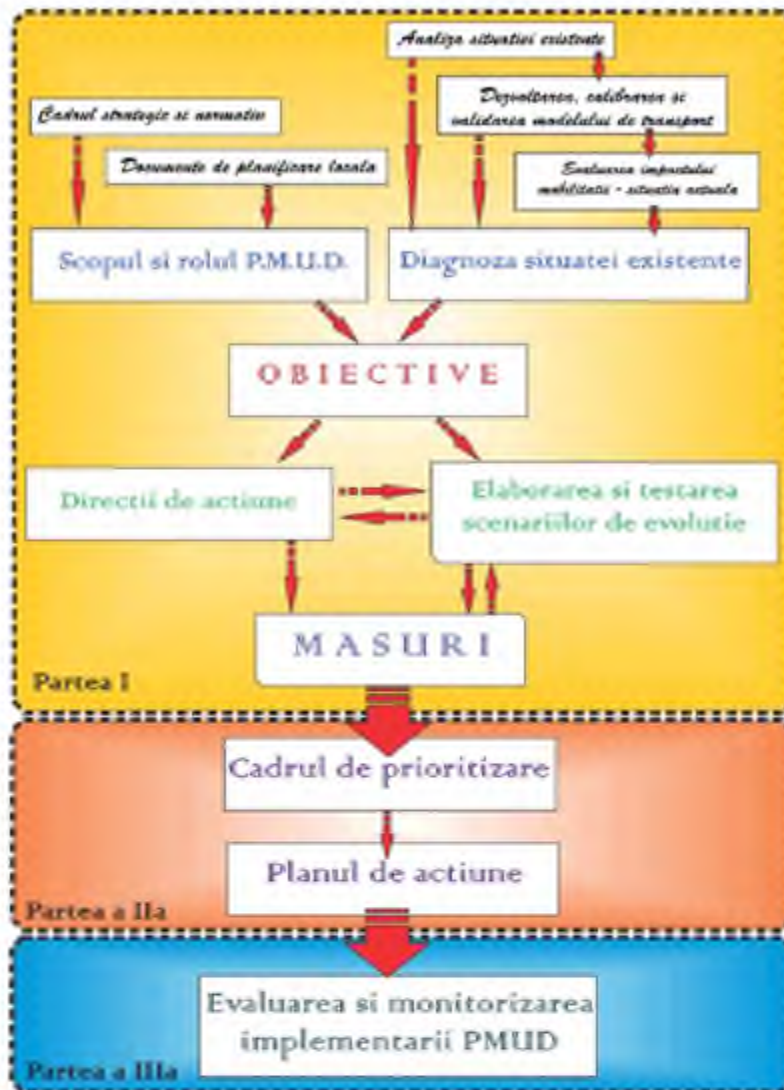 Analiza situatiei existente
Cadrul strategic si normativ
Dezvoltarea, calibrarea si
validarea modelului de transport
Documente de planificare locala
Evaluarea impactului
mobilitatii - situatia actuala
Scopul si rolul P.M.U.D.
Diagnoza situatei existente
OBIECTIVE
Directii de actiune
Elaborarea si testarea
scenariilor de evolutie
MASURI
Partea I
Cadrul de prioritizare
Planul de actiune
Partea a IIa
Evaluarea si monitorizarea
implementarii PMUD
Partea a IIIa